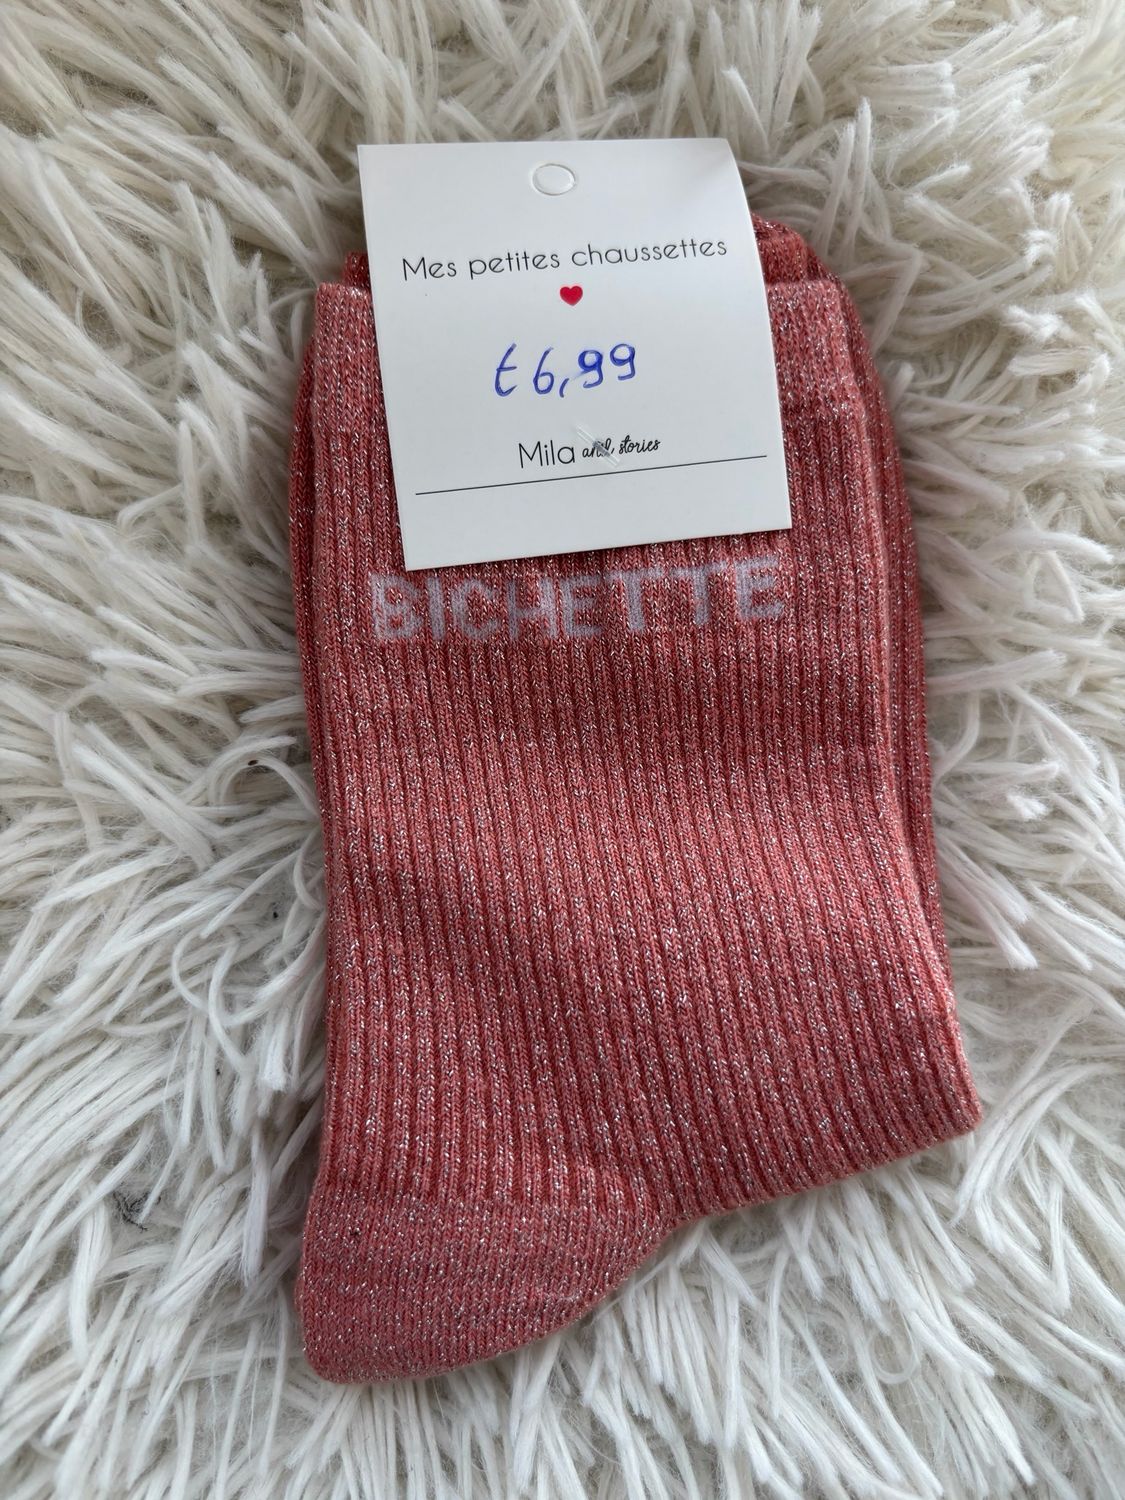 Mes petites chaussettes
€6,99
Mila and stories
BICHETTE